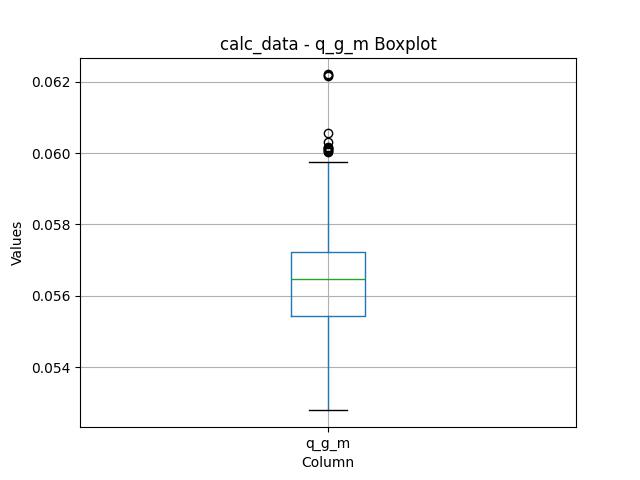 calc_data - q_g_m Boxplot
0.062
0.060
0.058
0.056
0.054
Values
q_g_m
Column